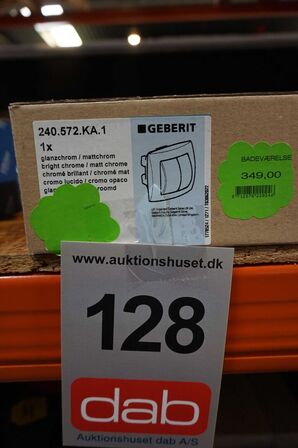 240.572.KA.1
GEBERIT
1x
glanzchrom / mattchrom
bright chrome / matt chrome
chromé brillant / chromé mat
cromo lucido / cromo opaco
BADEVÆRELSE
349,00
www.auktionshuset.dk
128
dab
Auktionshuset dab A/S